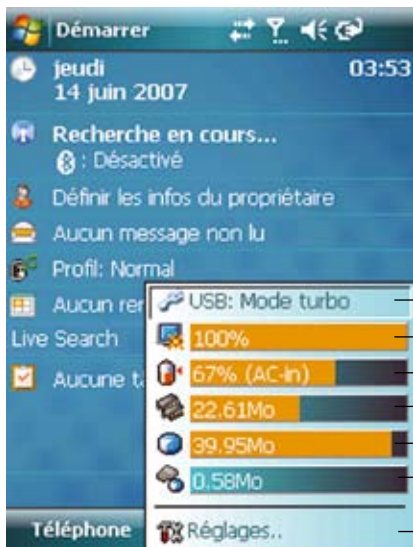 Démarrer
jeudi 03:53
14 juin 2007
Recherche en cours...
: Désactivé
Définir les infos du propriétaire
Aucun message non lu
Profil: Normal
Aucun rer
USB: Mode turbo
Live Search
100%
Aucune t
67% (AC-in)
22.61Mo
39.95Mo
0.58Mo
Téléphone
Réglages..